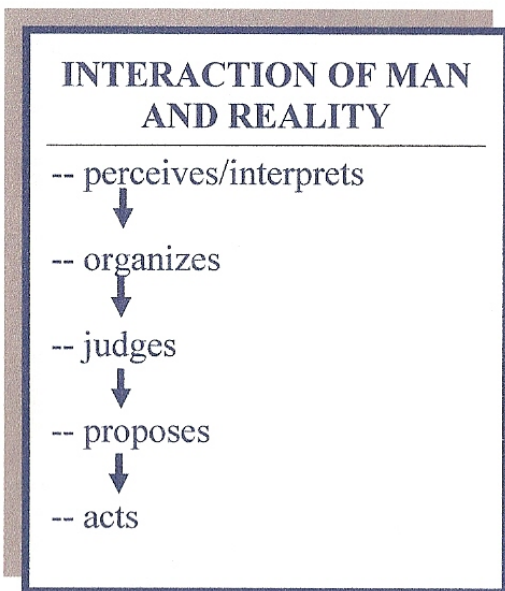 INTERACTION OF MAN
AND REALITY
-- perceives/interprets
-- organizes
-- judges
-- proposes
-- acts